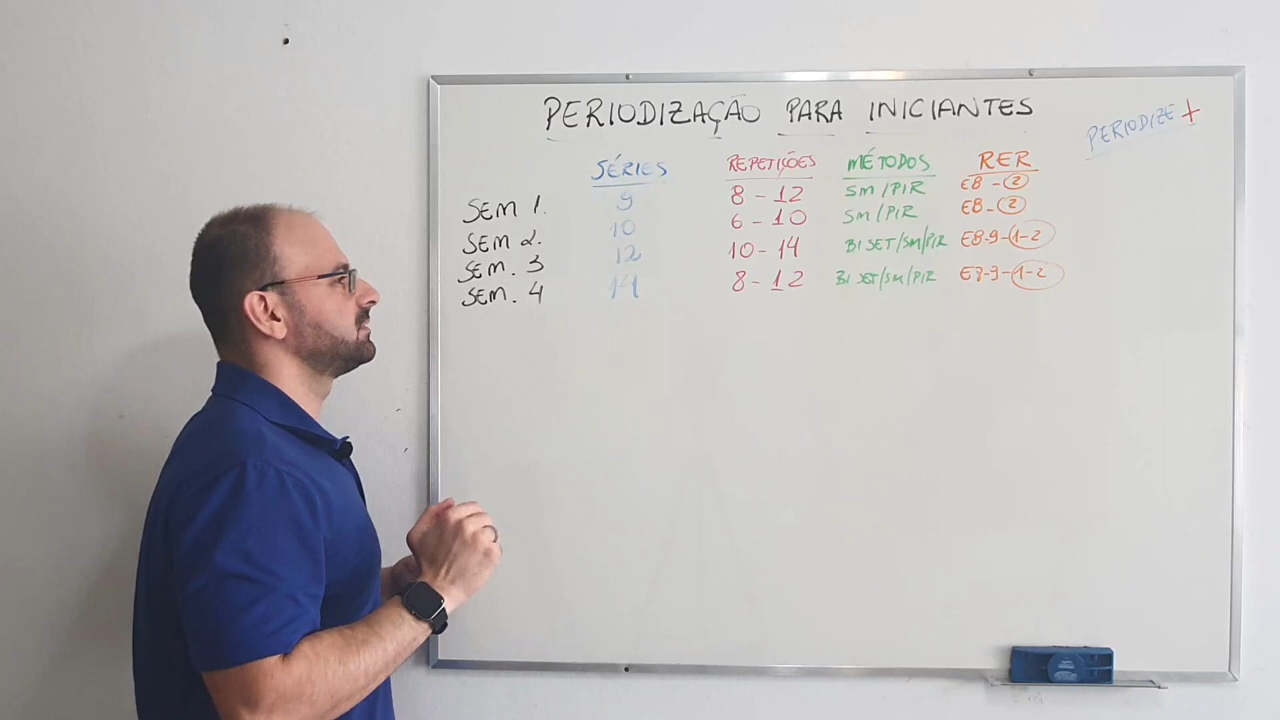 PERIODIZAÇÃO PARA INICIANTES
PERIODIZE +
SÉRIES REPETIÇÕES MÉTODOS RER
SEM 1. 9 8 - 12 SM / PIR E8 - 2
SEM 2. 10 6 - 10 SM / PIR E8 - 2
SEM. 3 12 10 - 14 BI SET/SM/PIR E8-9-1-2
SEM. 4 14 8 - 12 BI SET/SM/PIR E8-9-1-2